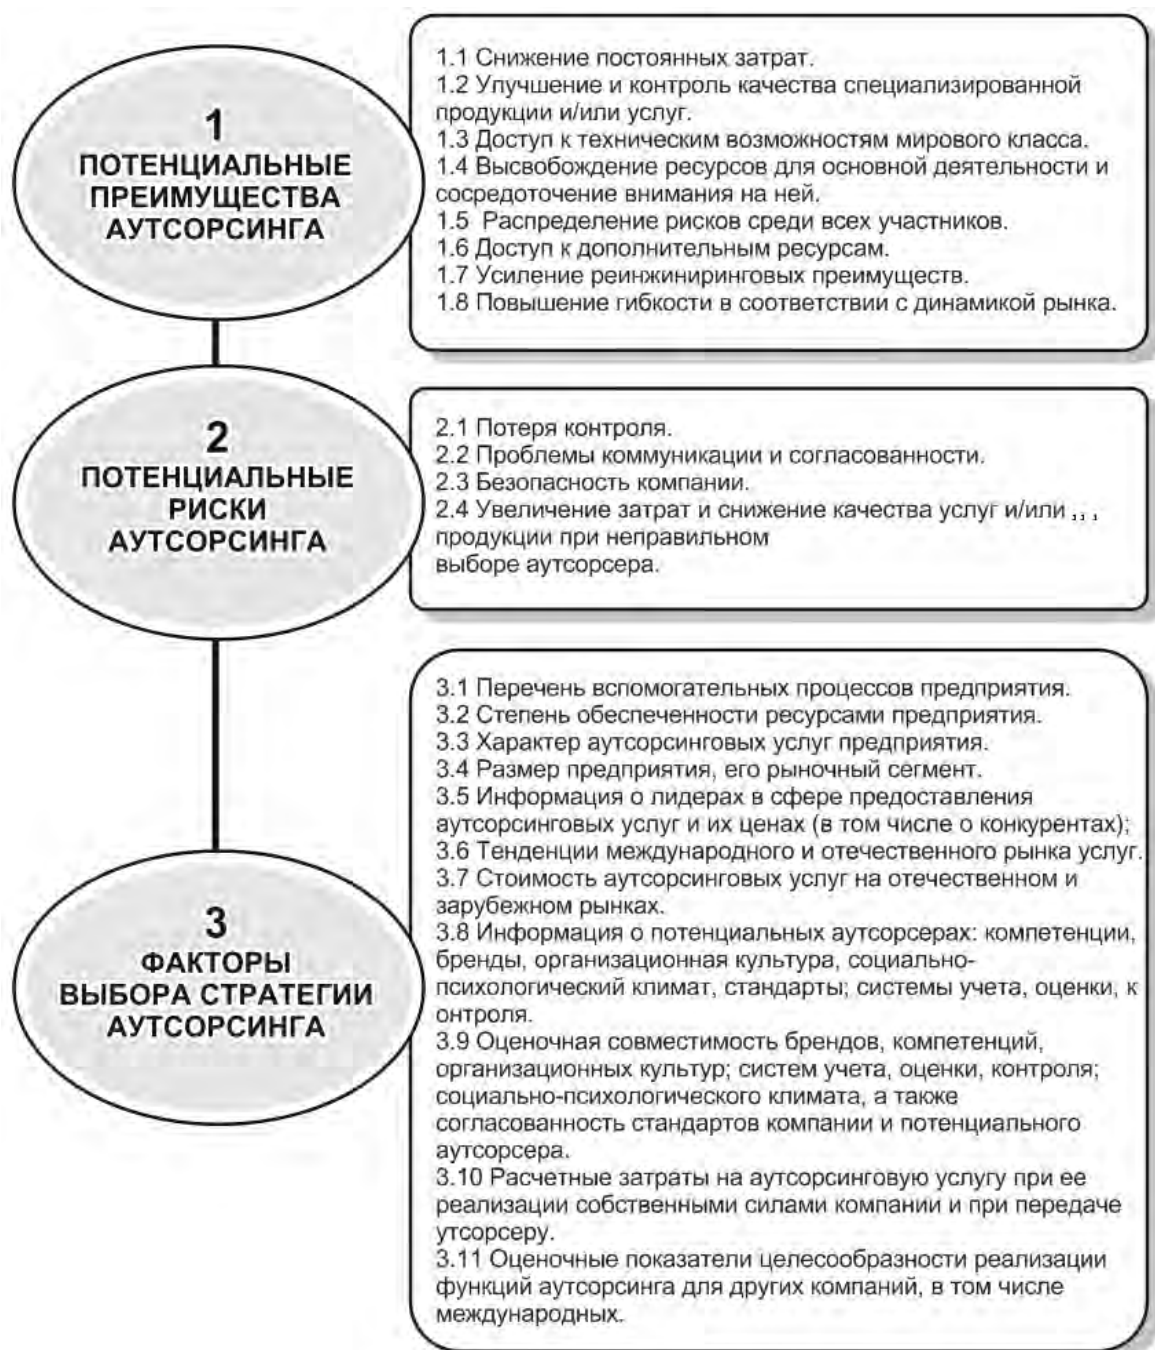 1
ПОТЕНЦИАЛЬНЫЕ
ПРЕИМУЩЕСТВА
АУТСОРСИНГА
1.1 Снижение постоянных затрат.
1.2 Улучшение и контроль качества специализированной
продукции и/или услуг.
1.3 Доступ к техническим возможностям мирового класса.
1.4 Высвобождение ресурсов для основной деятельности и
сосредоточение внимания на ней.
1.5 Распределение рисков среди всех участников.
1.6 Доступ к дополнительным ресурсам.
1.7 Усиление реинжиниринговых преимуществ.
1.8 Повышение гибкости в соответствии с динамикой рынка.
2
ПОТЕНЦИАЛЬНЫЕ
РИСКИ
АУТСОРСИНГА
2.1 Потеря контроля.
2.2 Проблемы коммуникации и согласованности.
2.3 Безопасность компании.
2.4 Увеличение затрат и снижение качества услуг и/или , , ,
продукции при неправильном
выборе аутсорсера.
3
ФАКТОРЫ
ВЫБОРА СТРАТЕГИИ
АУТСОРСИНГА
3.1 Перечень вспомогательных процессов предприятия.
3.2 Степень обеспеченности ресурсами предприятия.
3.3 Характер аутсорсинговых услуг предприятия.
3.4 Размер предприятия, его рыночный сегмент.
3.5 Информация о лидерах в сфере предоставления
аутсорсинговых услуг и их ценах (в том числе о конкурентах);
3.6 Тенденции международного и отечественного рынка услуг.
3.7 Стоимость аутсорсинговых услуг на отечественном и
зарубежном рынках.
3.8 Информация о потенциальных аутсорсерах: компетенции,
бренды, организационная культура, социально-
психологический климат, стандарты; системы учета, оценки, к
онтроля.
3.9 Оценочная совместимость брендов, компетенций,
организационных культур; систем учета, оценки, контроля;
социально-психологического климата, а также
согласованность стандартов компании и потенциального
аутсорсера.
3.10 Расчетные затраты на аутсорсинговую услугу при ее
реализации собственными силами компании и при передаче
утсорсеру.
3.11 Оценочные показатели целесообразности реализации
функций аутсорсинга для других компаний, в том числе
международных.